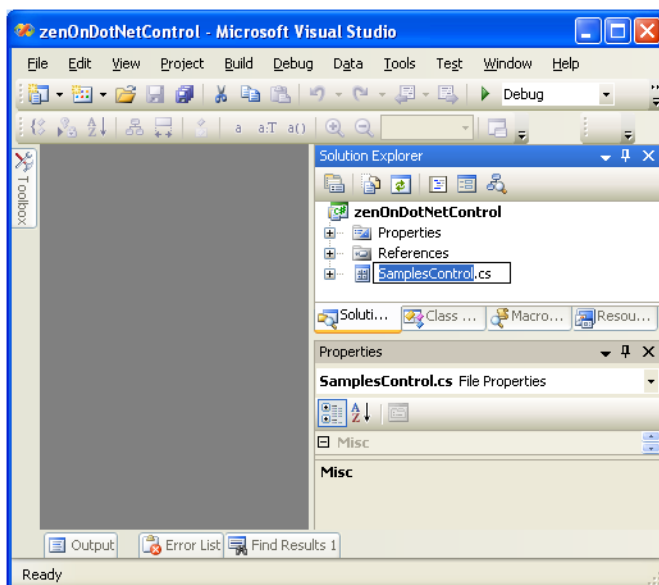 zenOnDotNetControl - Microsoft Visual Studio
File Edit View Project Build Debug Data Tools Test Window Help
Debug
a a:T a()
Toolbox
Solution Explorer
zenOnDotNetControl
Properties
References
SamplesControl.cs
Soluti... Class ... Macro... Resou...
Properties
SamplesControl.cs File Properties
Misc
Misc
Output Error List Find Results 1
Ready